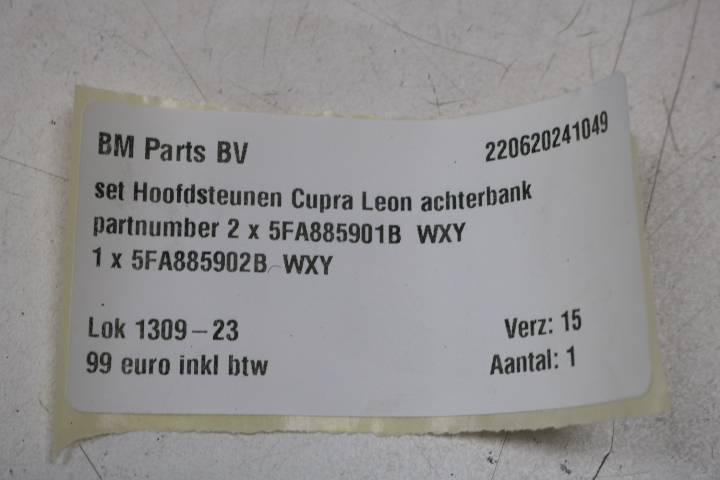 BM Parts BV 220620241049
set Hoofdsteunen Cupra Leon achterbank
partnumber 2 x 5FA885901B WXY
1 x 5FA885902B WXY
Lok 1309-23 Verz: 15
99 euro inkl btw Aantal: 1